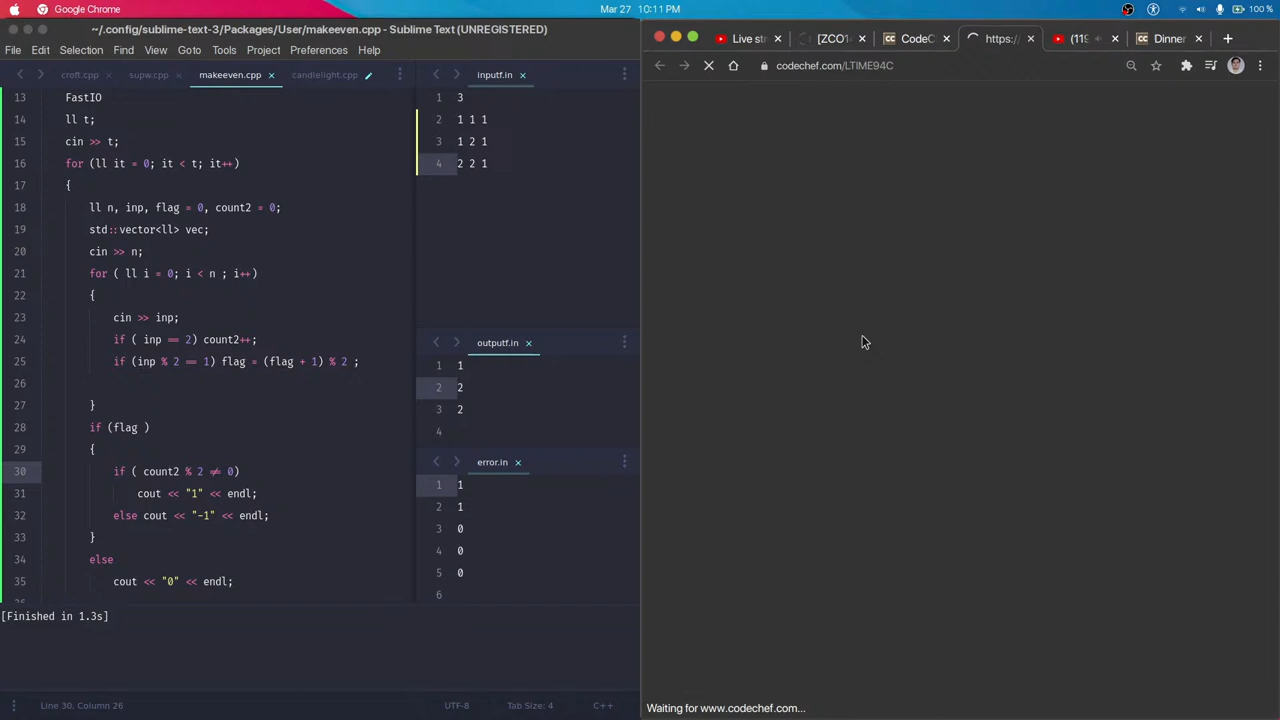 Google Chrome
Mar 27 10:11 PM
100 %
~/.config/sublime-text-3/Packages/User/makeeven.cpp - Sublime Text (UNREGISTERED)
File Edit Selection Find View Goto Tools Project Preferences Help
croft.cpp
supw.cpp
makeeven.cpp
candlelight.cpp
13 FastIO
14 ll t;
15 cin >> t;
16 for (ll it = 0; it < t; it++)
17 {
18 ll n, inp, flag = 0, count2 = 0;
19 std::vector<ll> vec;
20 cin >> n;
21 for ( ll i = 0; i < n ; i++)
22 {
23 cin >> inp;
24 if ( inp == 2) count2++;
25 if (inp % 2 == 1) flag = (flag + 1) % 2 ;
26
27 }
28 if (flag )
29 {
30 if ( count2 % 2 ≠ 0)
31 cout << "1" << endl;
32 else cout << "-1" << endl;
33 }
34 else
35 cout << "0" << endl;
inputf.in
1 3
2 1 1 1
3 1 2 1
4 2 2 1
outputf.in
1 1
2 2
3 2
4
error.in
1 1
2 1
3 0
4 0
5 0
6
[Finished in 1.3s]
Line 30, Column 26
UTF-8
Tab Size: 4
C++
Live st
[ZCO1
CodeC
https:/
(119
Dinner
codechef.com/LTIME94C
Waiting for www.codechef.com...